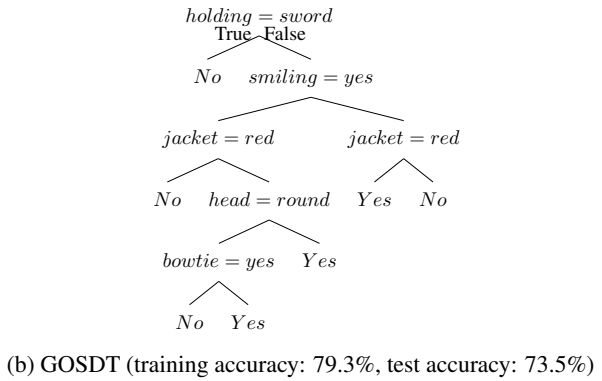 holding = sword
True False
No smiling = yes
jacket = red jacket = red
No head = round Yes No
bowtie = yes Yes
No Yes
(b) GOSDT (training accuracy: 79.3%, test accuracy: 73.5%)